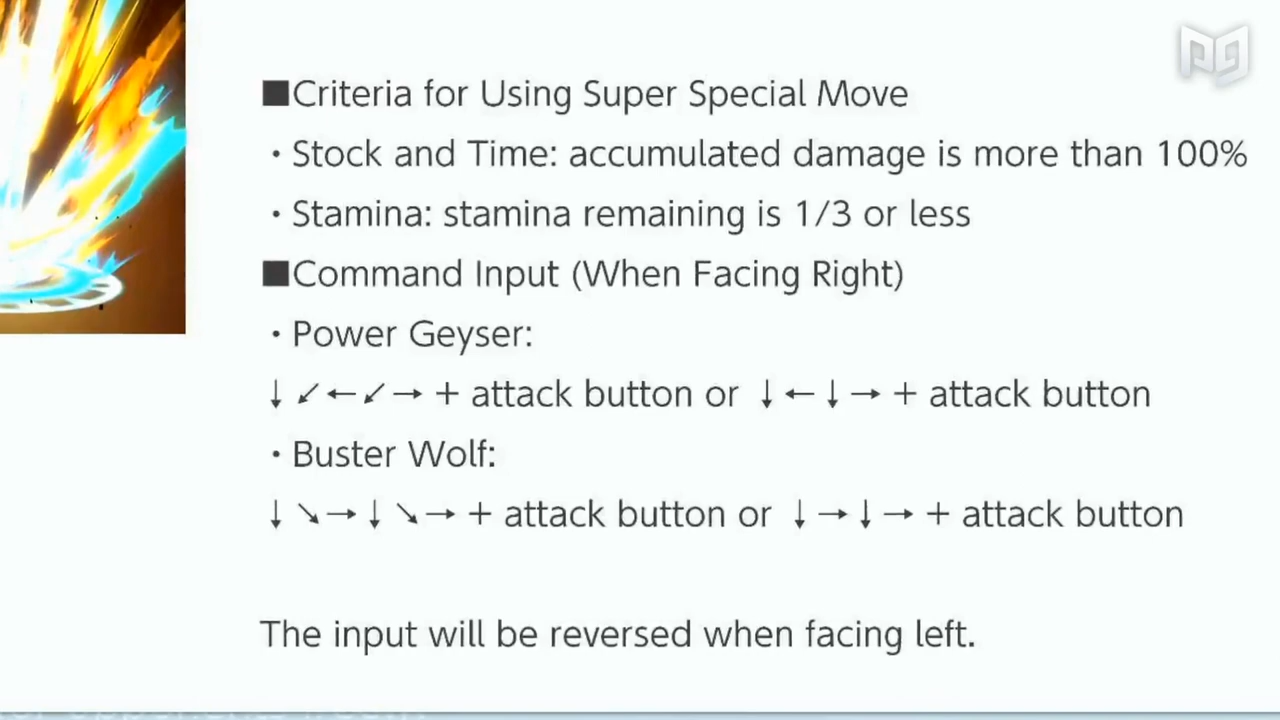 ■Criteria for Using Super Special Move
・Stock and Time: accumulated damage is more than 100%
・Stamina: stamina remaining is 1/3 or less
■Command Input (When Facing Right)
・Power Geyser:
↓↙←↙→ + attack button or ↓←↓→ + attack button
・Buster Wolf:
↓↘→↓↘→ + attack button or ↓→↓→ + attack button
The input will be reversed when facing left.